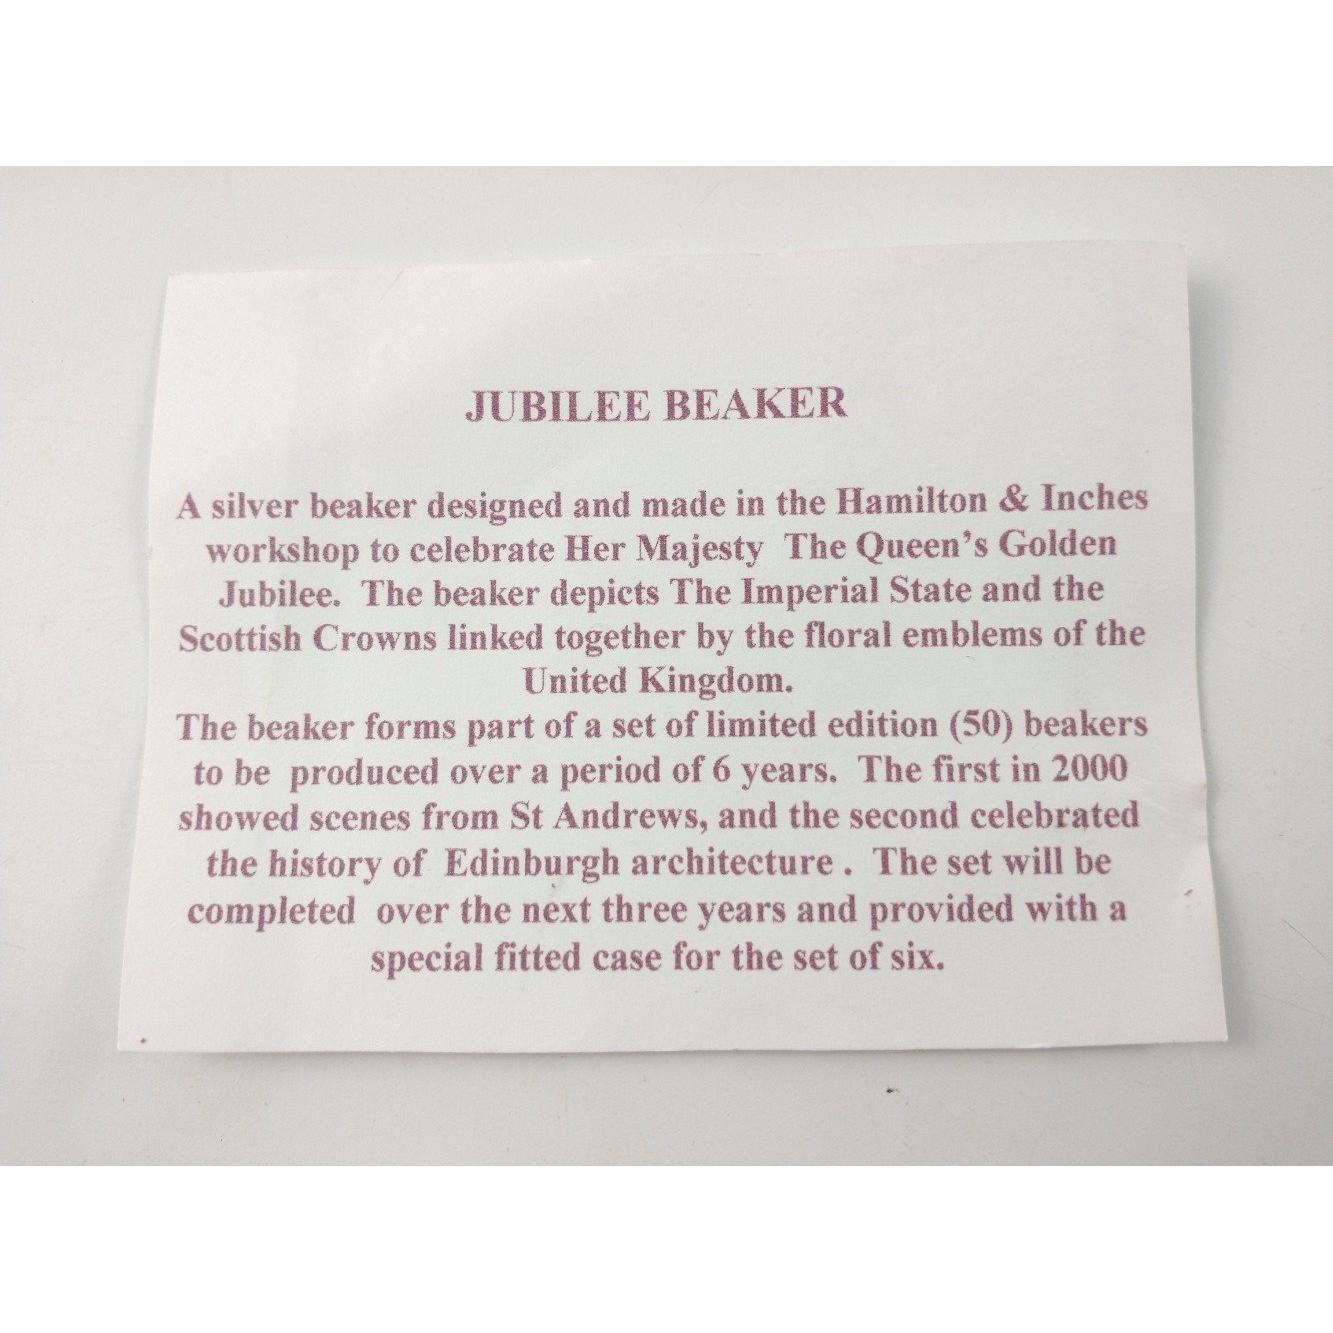 JUBILEE BEAKER
A silver beaker designed and made in the Hamilton & Inches
workshop to celebrate Her Majesty The Queen's Golden
Jubilee. The beaker depicts The Imperial State and the
Scottish Crowns linked together by the floral emblems of the
United Kingdom.
The beaker forms part of a set of limited edition (50) beakers
to be produced over a period of 6 years. The first in 2000
showed scenes from St Andrews, and the second celebrated
the history of Edinburgh architecture . The set will be
completed over the next three years and provided with a
special fitted case for the set of six.